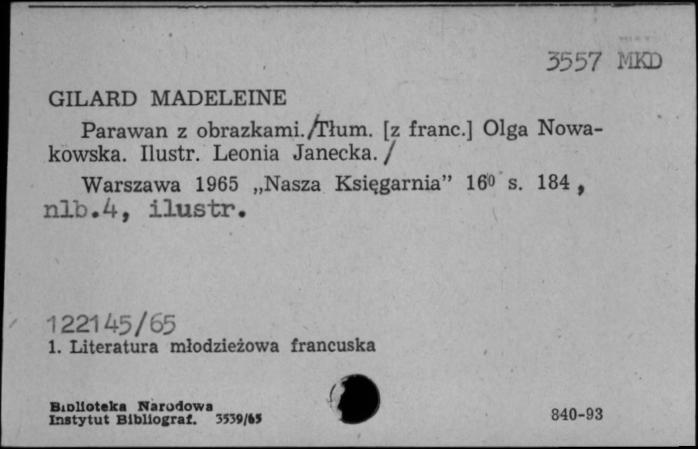 3557 MKD
GILARD MADELEINE
Parawan z obrazkami./Tłum. [z franc.] Olga Nowa-
kowska. Ilustr. Leonia Janecka./
Warszawa 1965 „Nasza Księgarnia” 16⁰ s. 184,
nlb.4, ilustr.
122145/65
1. Literatura młodzieżowa francuska
Biblioteka Narodowa
Instytut Bibliograf. 3539/65
840-93